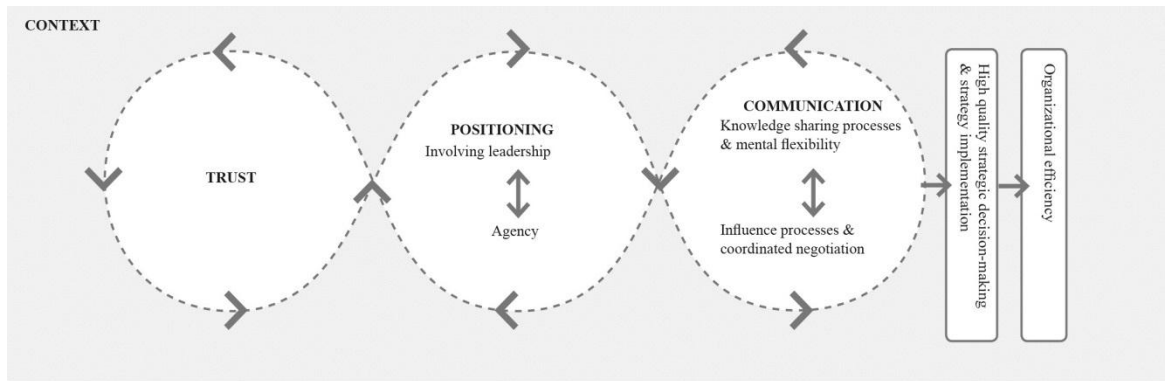 CONTEXT
TRUST
POSITIONING
Involving leadership
Agency
COMMUNICATION
Knowledge sharing processes
& mental flexibility
Influence processes &
coordinated negotiation
High quality strategic decision-making
& strategy implementation
Organizational efficiency